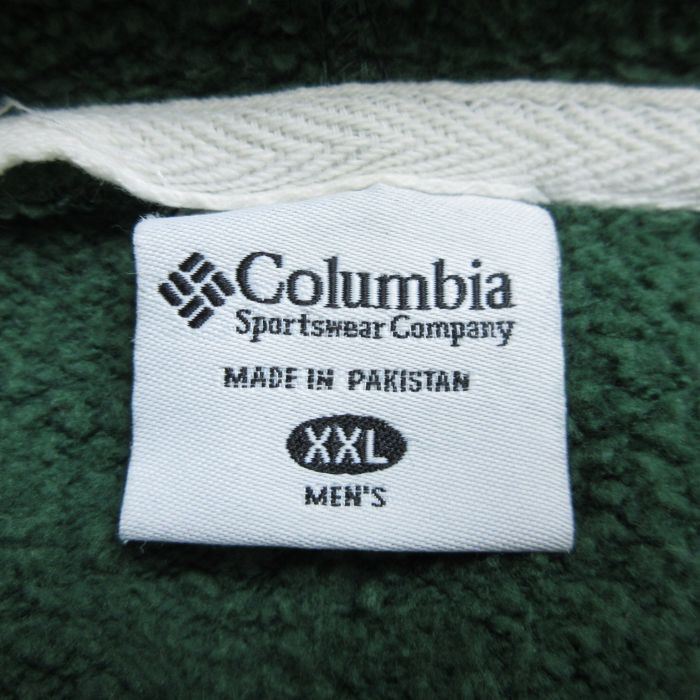 Columbia
Sportswear Company
MADE IN PAKISTAN
XXL
MEN'S